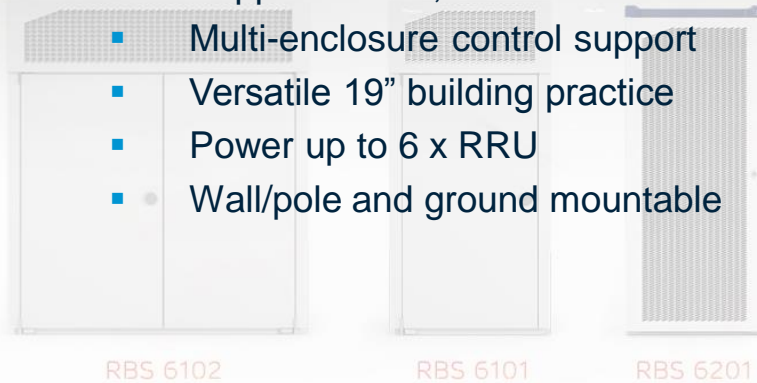 Multi-enclosure control support
Versatile 19” building practice
Power up to 6 x RRU
Wall/pole and ground mountable
RBS 6102 RBS 6101 RBS 6201